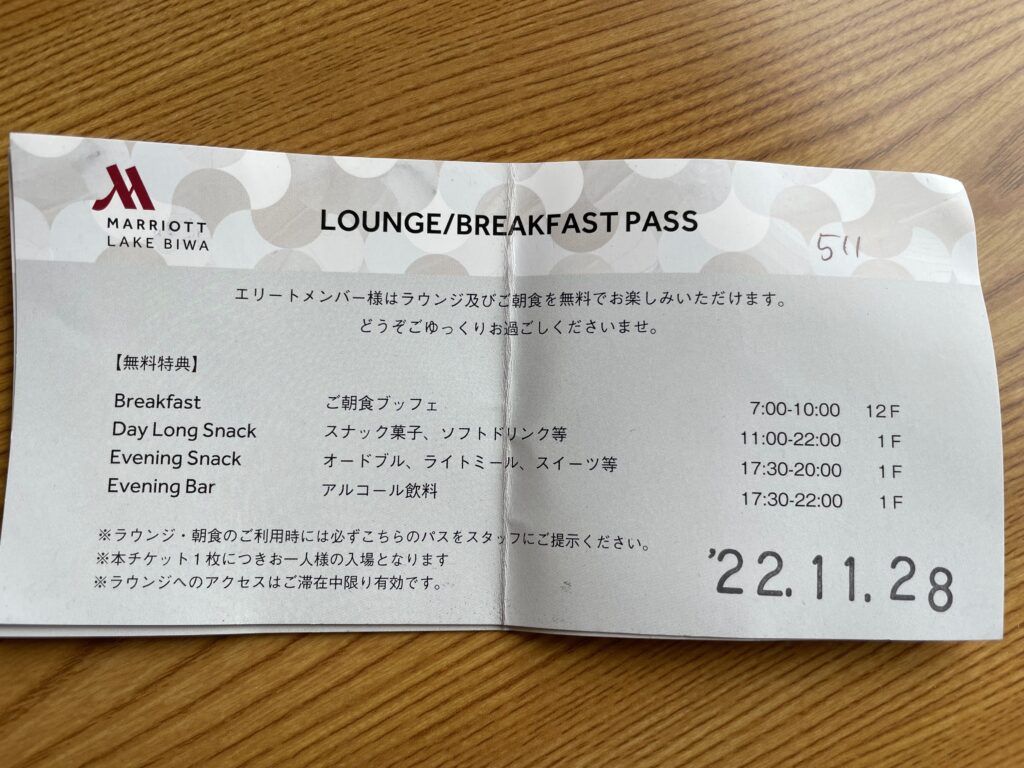 MARRIOTT
LAKE BIWA
LOUNGE/BREAKFAST PASS
511
エリートメンバー様はラウンジ及びご朝食を無料でお楽しみいただけます。
どうぞごゆっくりお過ごしくださいませ。
【無料特典】
Breakfast ご朝食ブッフェ 7:00-10:00 12F
Day Long Snack スナック菓子、ソフトドリンク等 11:00-22:00 1F
Evening Snack オードブル、ライトミール、スイーツ等 17:30-20:00 1F
Evening Bar アルコール飲料 17:30-22:00 1F
※ラウンジ・朝食のご利用時には必ずこちらのパスをスタッフにご提示ください。
※本チケット1枚につきお一人様の入場となります
※ラウンジへのアクセスはご滞在中限り有効です。
'22.11.28